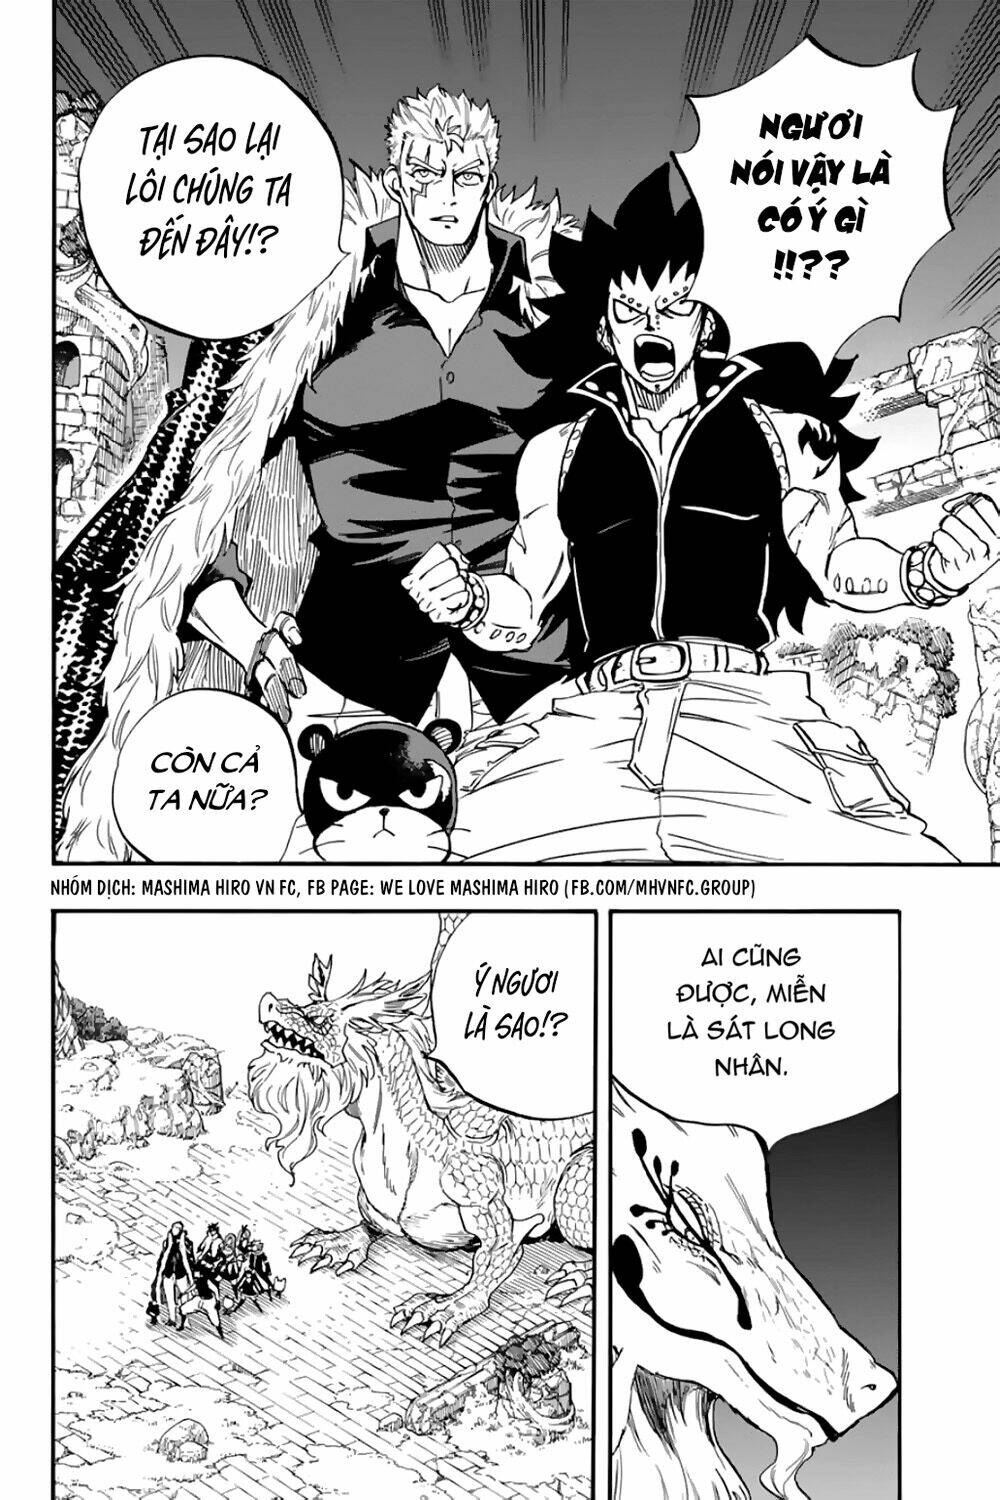 NGƯƠI
NÓI VẬY LÀ
CÓ Ý GÌ
!!??
TẠI SAO LẠI
LÔI CHÚNG TA
ĐẾN ĐÂY!?
CÒN CẢ
TA NỮA?
NHÓM DỊCH: MASHIMA HIRO VN FC, FB PAGE: WE LOVE MASHIMA HIRO (FB.COM/MHVNFC.GROUP)
AI CŨNG
ĐƯỢC, MIỄN
LÀ SÁT LONG
NHÂN.
Ý NGƯƠI
LÀ SAO!?